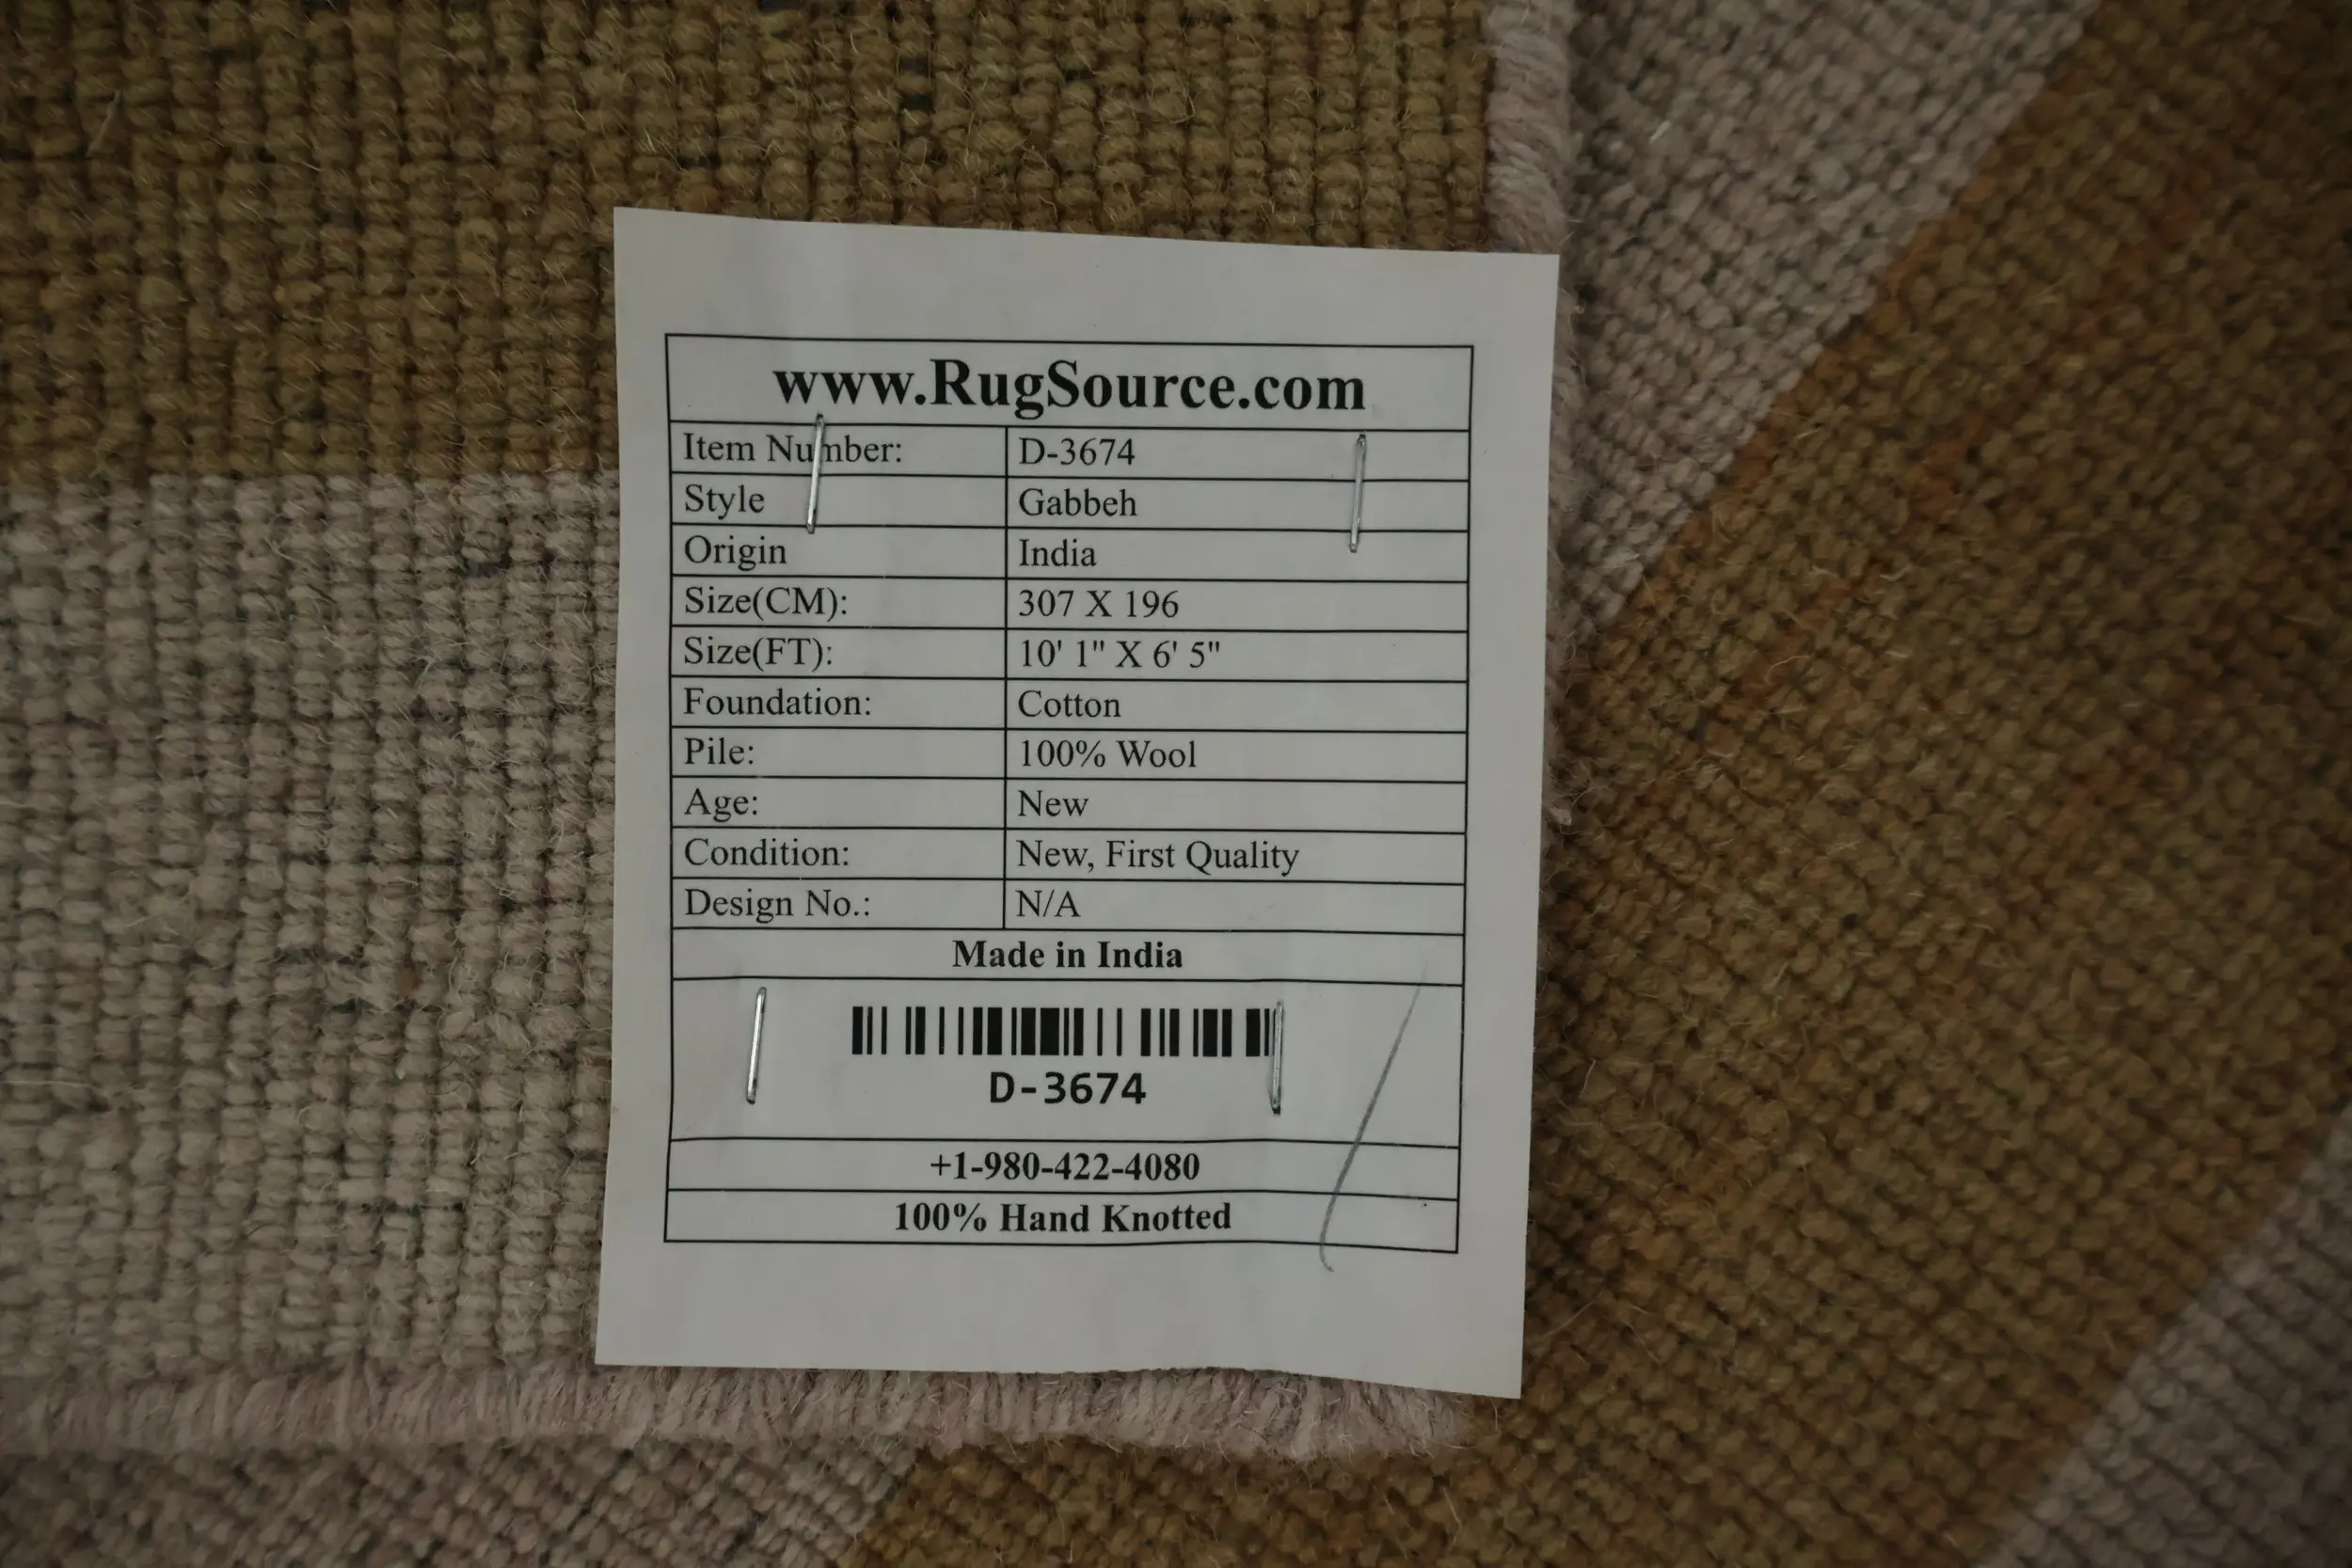 www.RugSource.com
Item Number: D-3674
Style Gabbeh
Origin India
Size(CM): 307 X 196
Size(FT): 10' 1" X 6' 5"
Foundation: Cotton
Pile: 100% Wool
Age: New
Condition: New, First Quality
Design No.: N/A
Made in India
D-3674
+1-980-422-4080
100% Hand Knotted